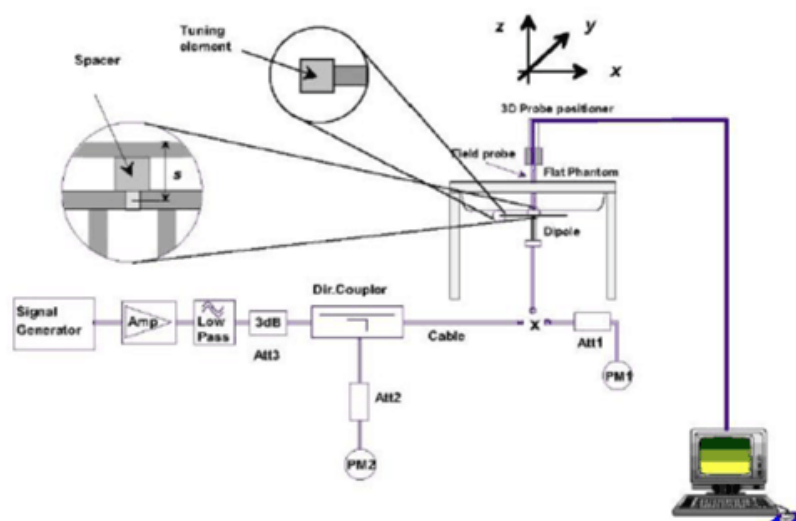 Tuning
element
Spacer
s
z
y
x
3D Probe positioner
Field probe
Flat Phantom
Dipole
Signal
Generator
Amp
Low
Pass
3dB
Att3
Dir.Coupler
Cable
x
Att1
PM1
Att2
PM2